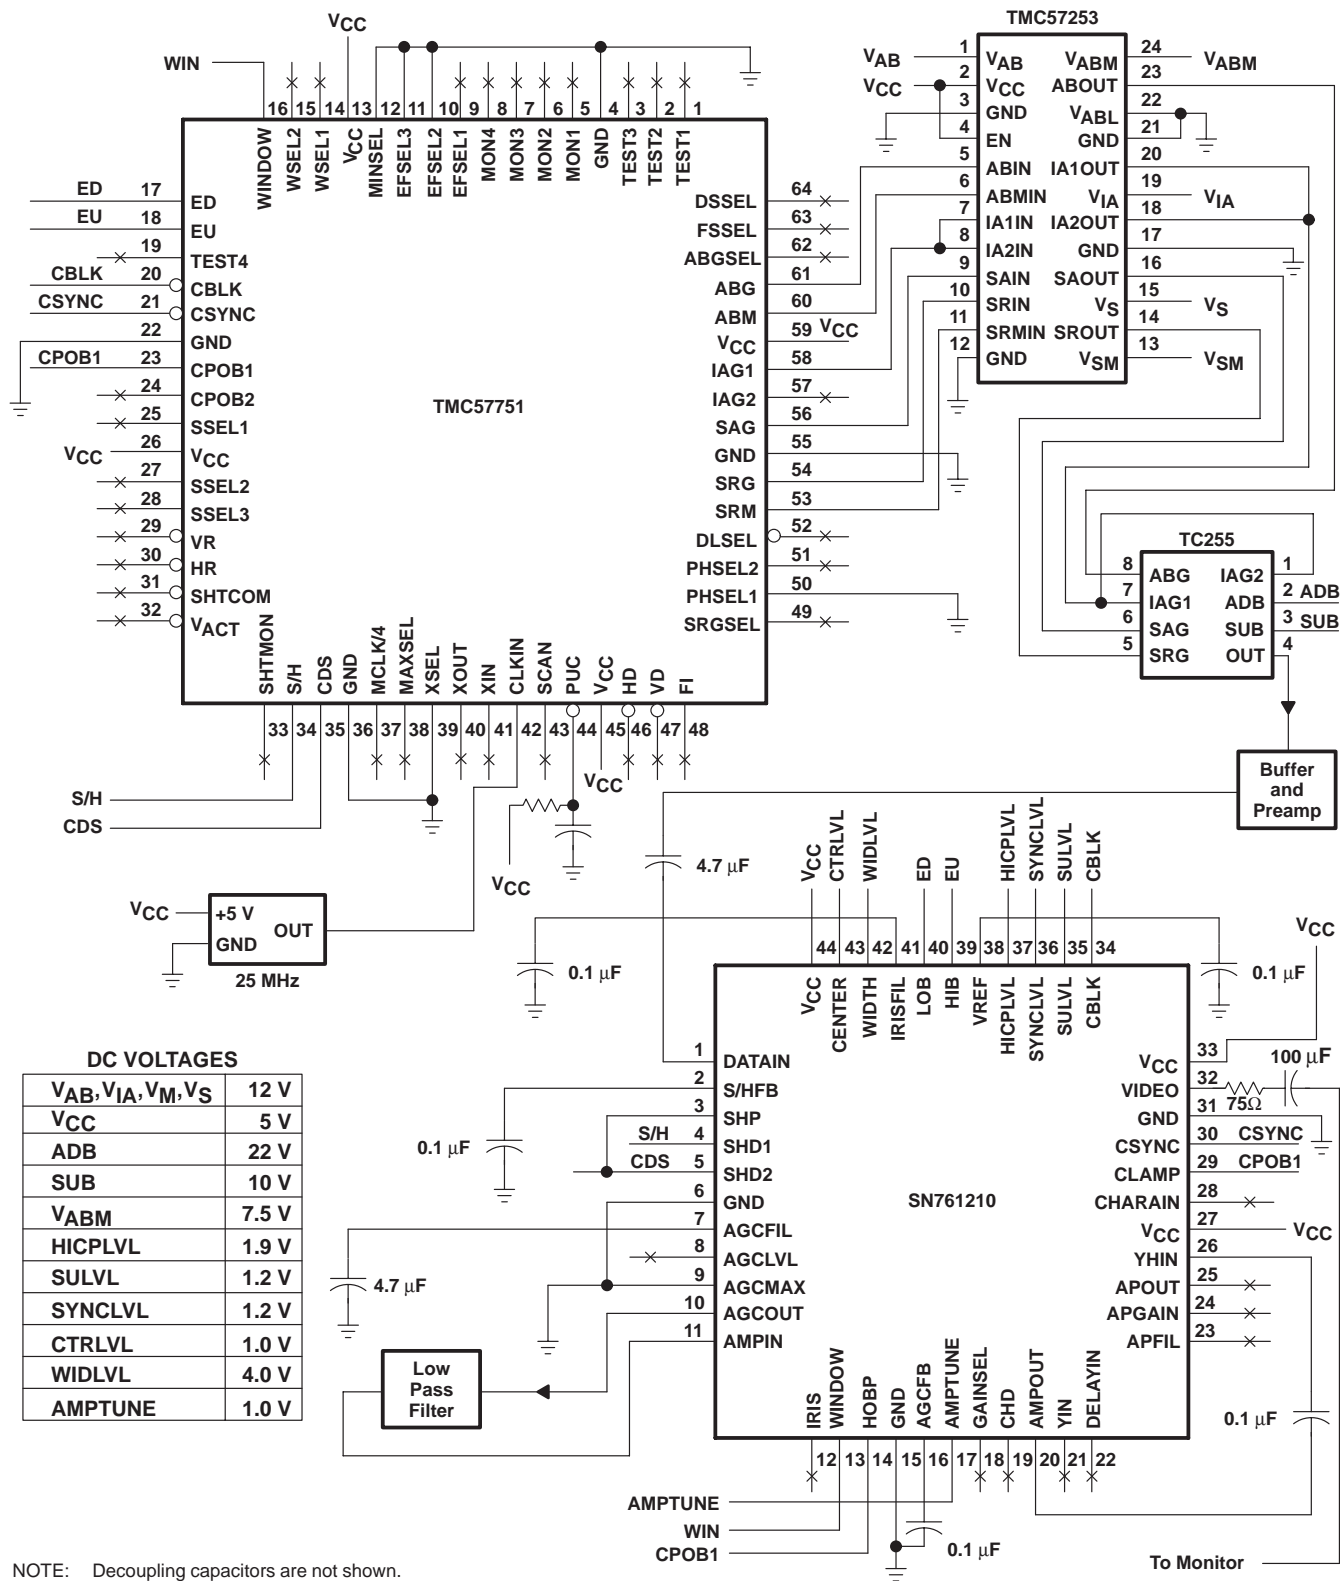 VCC
WIN
16 15 14 13 12 11 10 9 8 7 6 5 4 3 2 1
WINDOW
WSEL2
WSEL1
VCC
MINSEL
EFSEL3
EFSEL2
EFSEL1
MON4
MON3
MON2
MON1
GND
TEST3
TEST2
TEST1
ED 17 ED
EU 18 EU
19 TEST4
CBLK 20 CBLK
CSYNC 21 CSYNC
22 GND
CPOB1 23 CPOB1
24 CPOB2
25 SSEL1
VCC 26 VCC
27 SSEL2
28 SSEL3
29 VR
30 HR
31 SHTCOM
32 VACT
TMC57751
DSSEL 64
FSSEL 63
ABGSEL 62
ABG 61
ABM 60
VCC 59 VCC
IAG1 58
IAG2 57
SAG 56
GND 55
SRG 54
SRM 53
DLSEL 52
PHSEL2 51
PHSEL1 50
SRGSEL 49
SHTMON
S/H
CDS
GND
MCLK/4
MAXSEL
XSEL
XOUT
XIN
CLKIN
SCAN
PUC
VCC
HD
VD
FI
33 34 35 36 37 38 39 40 41 42 43 44 45 46 47 48
S/H
CDS
VCC
VCC
VCC +5 V
GND
OUT
25 MHz
TMC57253
VAB 1 VAB
VCC 2 VCC
3 GND
4 EN
5 ABIN
6 ABMIN
7 IA1IN
8 IA2IN
9 SAIN
10 SRIN
11 SRMIN
12 GND
VABM 24 VABM
ABOUT 23
VABL 22
GND 21
IA1OUT 20
VIA 19 VIA
IA2OUT 18
GND 17
SAOUT 16
VS 15 VS
SROUT 14
VSM 13 VSM
TC255
8 ABG
7 IAG1
6 SAG
5 SRG
IAG2 1
ADB 2 ADB
SUB 3 SUB
OUT 4
Buffer
and
Preamp
4.7 μF
VCC
CTRLVL
WIDLVL
ED
EU
HICPLVL
SYNCLVL
SULVL
CBLK
VCC
0.1 μF
0.1 μF
44 43 42 41 40 39 38 37 36 35 34
VCC
CENTER
WIDTH
IRISFIL
LOB
HIB
VREF
HICPLVL
SYNCLVL
SULVL
CBLK
1 DATAIN
2 S/HFB
3 SHP
S/H 4 SHD1
CDS 5 SHD2
6 GND
7 AGCFIL
8 AGCLVL
9 AGCMAX
10 AGCOUT
11 AMPIN
0.1 μF
4.7 μF
SN761210
VCC 33
VIDEO 32
75Ω
100 μF
GND 31
CSYNC 30 CSYNC
CLAMP 29 CPOB1
CHARAIN 28
VCC 27 VCC
YHIN 26
APOUT 25
APGAIN 24
APFIL 23
0.1 μF
Low
Pass
Filter
IRIS
WINDOW
HOBP
GND
AGCFB
AMPTUNE
GAINSEL
CHD
AMPOUT
YIN
DELAYIN
12 13 14 15 16 17 18 19 20 21 22
AMPTUNE
WIN
CPOB1
0.1 μF
To Monitor
DC VOLTAGES
VAB,VIA,VM,VS 12 V
VCC 5 V
ADB 22 V
SUB 10 V
VABM 7.5 V
HICPLVL 1.9 V
SULVL 1.2 V
SYNCLVL 1.2 V
CTRLVL 1.0 V
WIDLVL 4.0 V
AMPTUNE 1.0 V
NOTE: Decoupling capacitors are not shown.